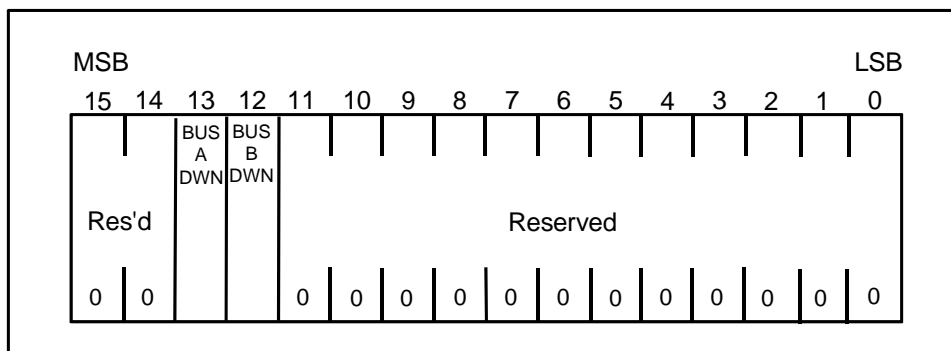 MSB LSB
15 14 13 12 11 10 9 8 7 6 5 4 3 2 1 0
BUS BUS
A B
DWN DWN
Res'd Reserved
0 0 0 0 0 0 0 0 0 0 0 0 0 0